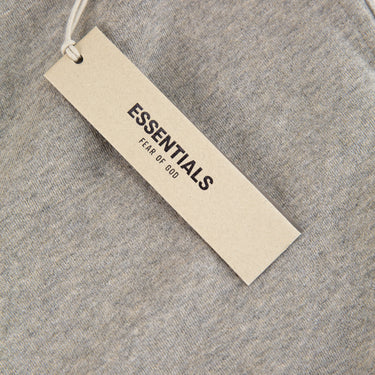 ESSENTIALS
FEAR OF GOD